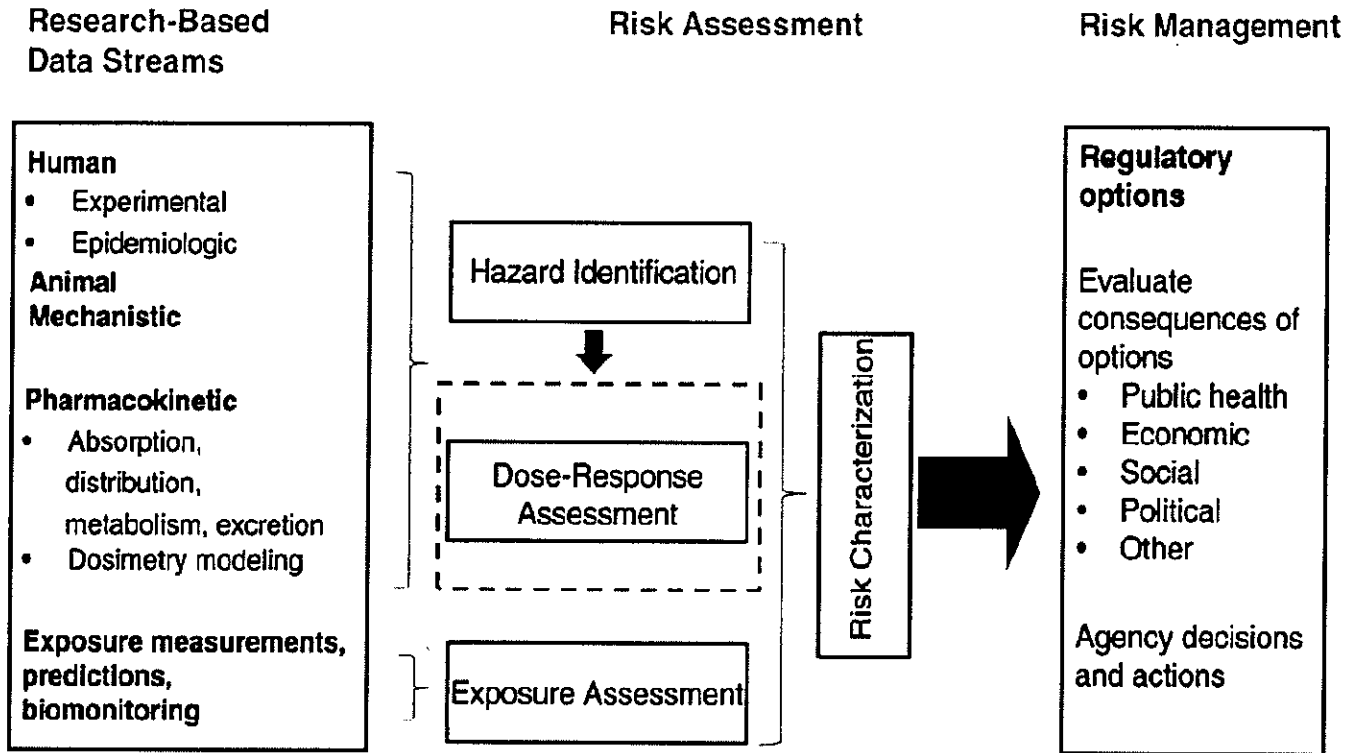 Research-Based
Data Streams
Risk Assessment
Risk Management
Human
• Experimental
• Epidemiologic
Animal
Mechanistic
Pharmacokinetic
• Absorption,
distribution,
metabolism, excretion
• Dosimetry modeling
Exposure measurements,
predictions,
biomonitoring
Hazard Identification
Dose-Response
Assessment
Exposure Assessment
Risk Characterization
Regulatory
options
Evaluate
consequences of
options
• Public health
• Economic
• Social
• Political
• Other
Agency decisions
and actions